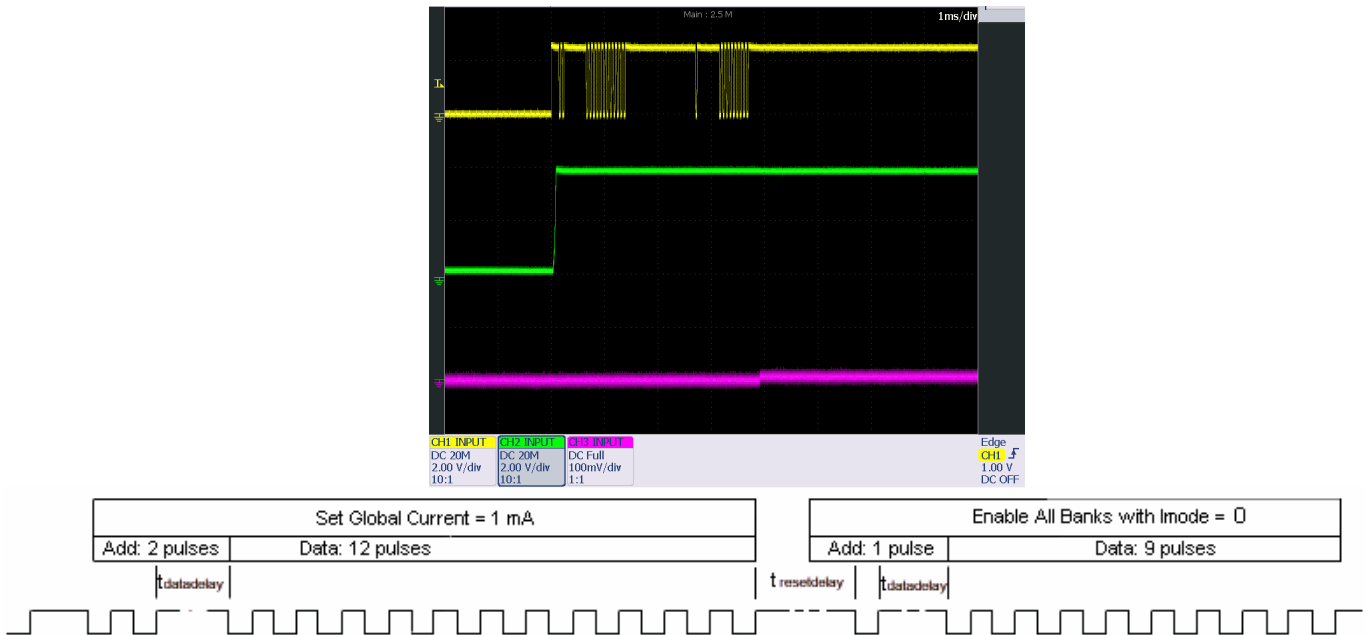 Main : 2.5 M
1ms/div
CH1 INPUT CH2 INPUT CH3 INPUT
DC 20M DC 20M DC Full
2.00 V/div 2.00 V/div 100mV/div
10:1 10:1 1:1
Edge
CH1
1.00 V
DC OFF
Set Global Current = 1 mA
Enable All Banks with Imode = 0
Add: 2 pulses Data: 12 pulses
Add: 1 pulse Data: 9 pulses
tdatadelay t resetdelay tdatadelay